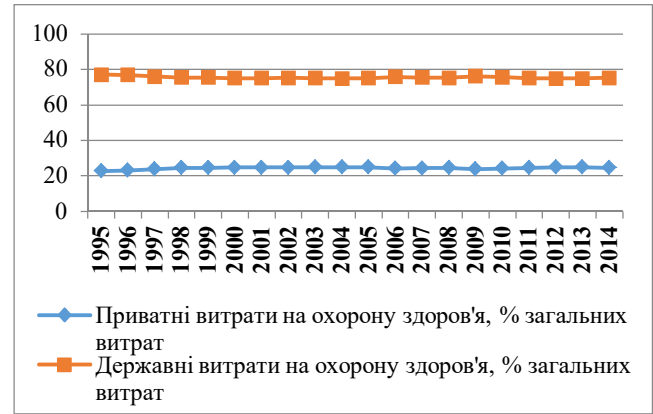 100
80
60
40
20
0
1995 1996 1997 1998 1999 2000 2001 2002 2003 2004 2005 2006 2007 2008 2009 2010 2011 2012 2013 2014
Приватні витрати на охорону здоров'я, % загальних
витрат
Державні витрати на охорону здоров'я, % загальних
витрат